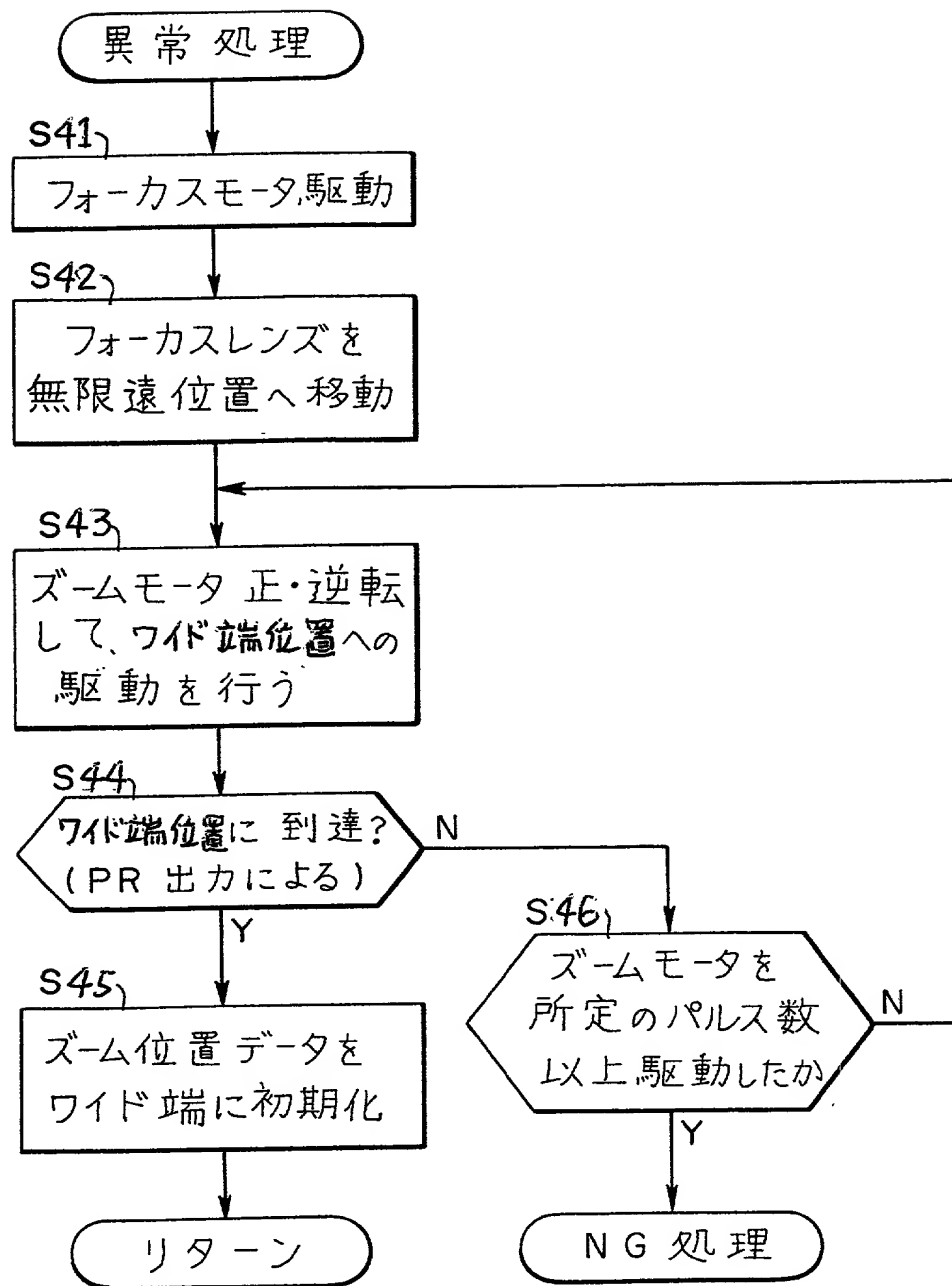 異常処理
S41
フォーカスモータ駆動
S42
フォーカスレンズを
無限遠位置へ移動
S43
ズームモータ 正・逆転
して、ワイド端位置への
駆動を行う
S44
ワイド端位置に 到達?
(PR 出力による)
N
Y
S45
ズーム位置データを
ワイド端に初期化
リターン
S46
ズームモータを
所定のパルス数
以上駆動したか
N
Y
NG 処理